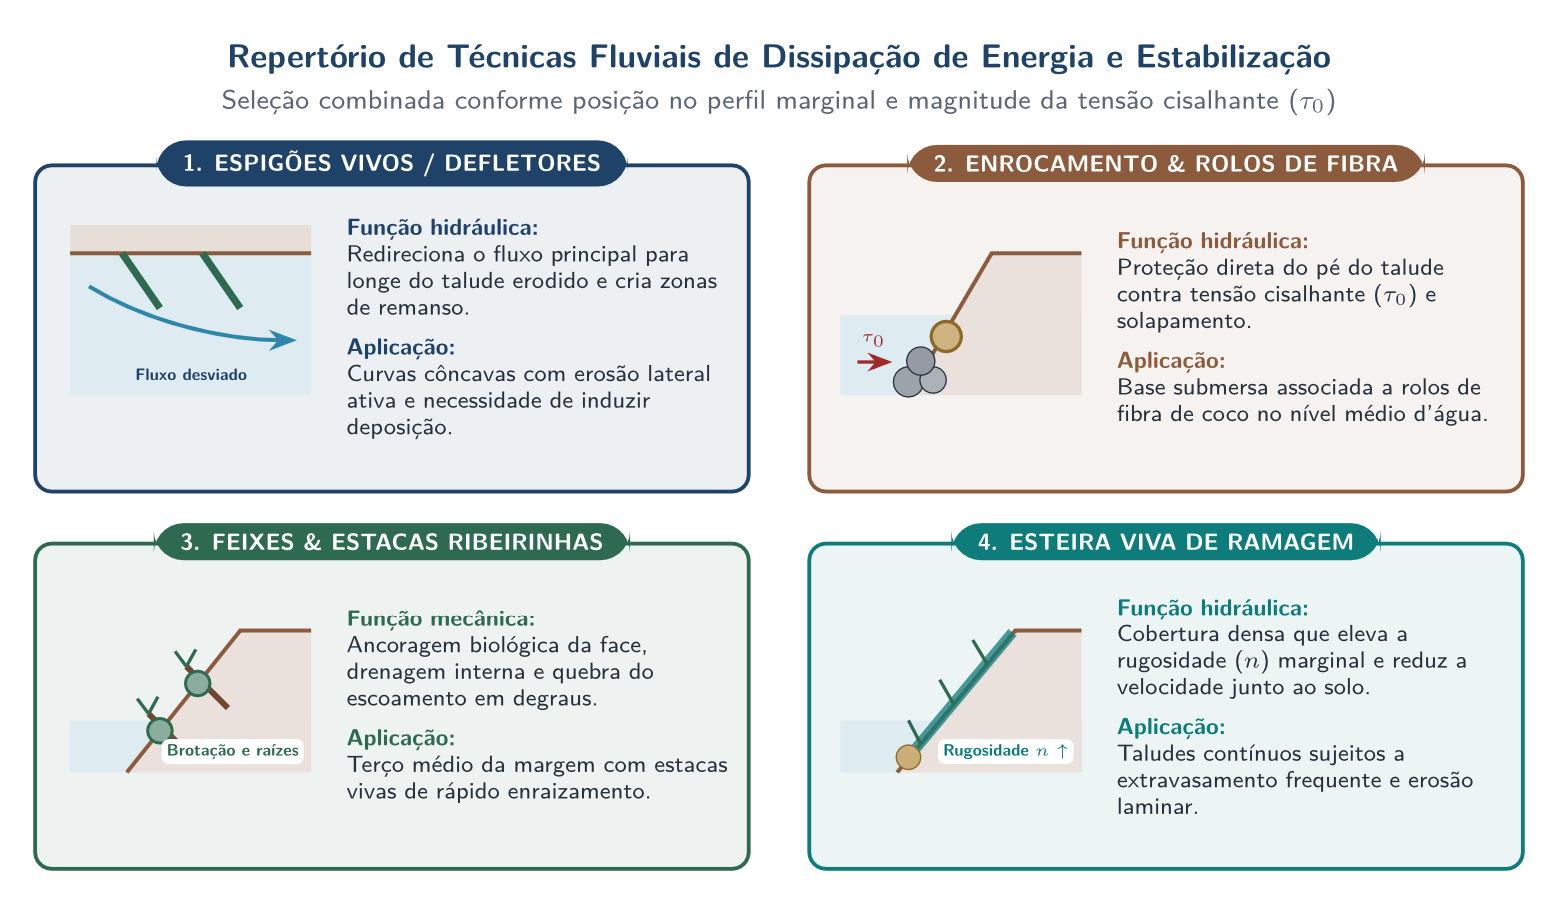 Repertório de Técnicas Fluviais de Dissipação de Energia e Estabilização
Seleção combinada conforme posição no perfil marginal e magnitude da tensão cisalhante (τ₀)
1. ESPIGÕES VIVOS / DEFLETORES
Fluxo desviado
Função hidráulica:
Redireciona o fluxo principal para
longe do talude erodido e cria zonas
de remanso.
Aplicação:
Curvas côncavas com erosão lateral
ativa e necessidade de induzir
deposição.
2. ENROCAMENTO & ROLOS DE FIBRA
τ₀
Função hidráulica:
Proteção direta do pé do talude
contra tensão cisalhante (τ₀) e
solapamento.
Aplicação:
Base submersa associada a rolos de
fibra de coco no nível médio d'água.
3. FEIXES & ESTACAS RIBEIRINHAS
Brotação e raízes
Função mecânica:
Ancoragem biológica da face,
drenagem interna e quebra do
escoamento em degraus.
Aplicação:
Terço médio da margem com estacas
vivas de rápido enraizamento.
4. ESTEIRA VIVA DE RAMAGEM
Rugosidade n ↑
Função hidráulica:
Cobertura densa que eleva a
rugosidade (n) marginal e reduz a
velocidade junto ao solo.
Aplicação:
Taludes contínuos sujeitos a
extravasamento frequente e erosão
laminar.